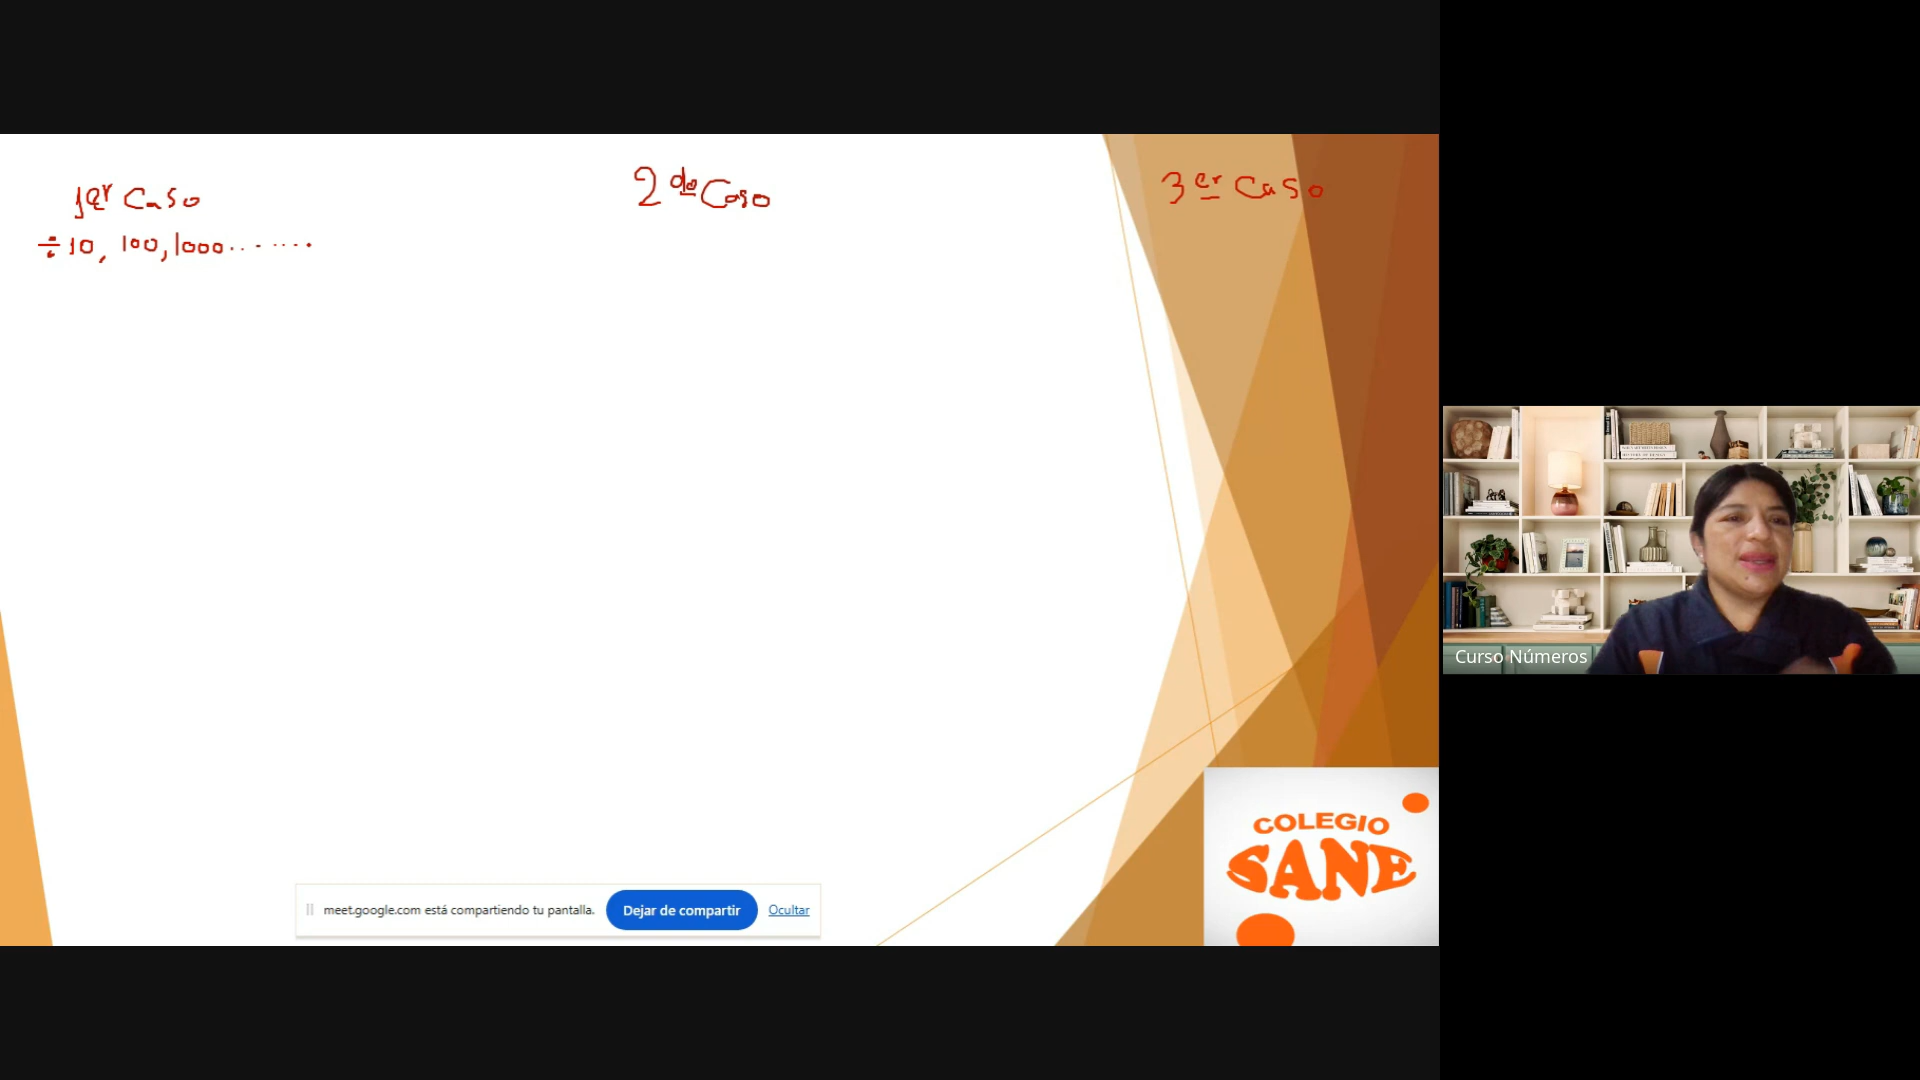 1er Caso
2do Caso
3er Caso
÷10, 100, 1000..........
Curso Números
COLEGIO
SANE
meet.google.com está compartiendo tu pantalla.
Dejar de compartir
Ocultar